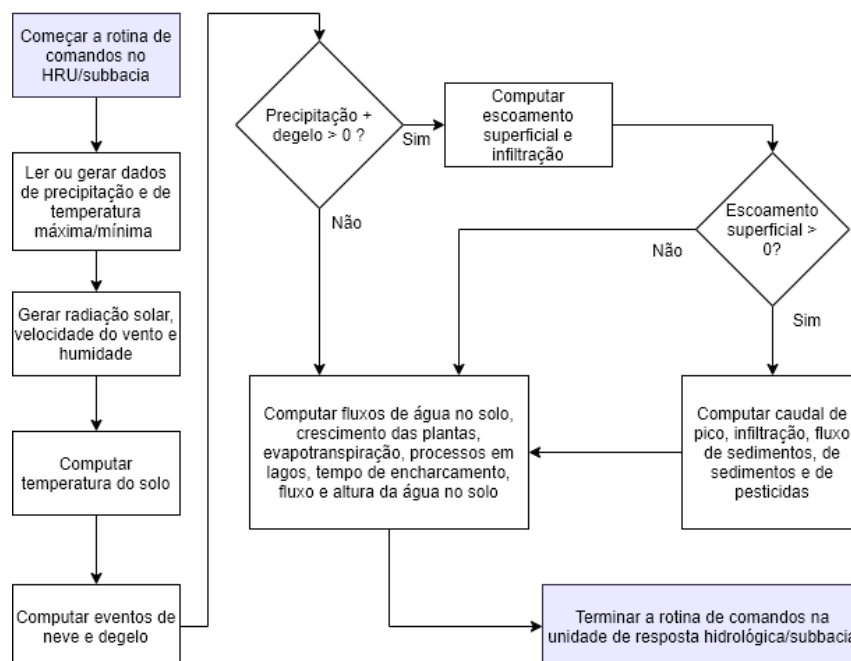 Começar a rotina de
comandos no
HRU/subbacia
Ler ou gerar dados
de precipitação e de
temperatura
máxima/mínima
Gerar radiação solar,
velocidade do vento e
humidade
Computar
temperatura do solo
Computar eventos de
neve e degelo
Precipitação +
degelo > 0 ?
Sim
Não
Computar
escoamento
superficial e
infiltração
Escoamento
superficial >
0?
Não
Sim
Computar fluxos de água no solo,
crescimento das plantas,
evapotranspiração, processos em
lagos, tempo de encharcamento,
fluxo e altura da água no solo
Computar caudal de
pico, infiltração, fluxo
de sedimentos, de
sedimentos e de
pesticidas
Terminar a rotina de comandos na
unidade de resposta hidrológica/subbacia